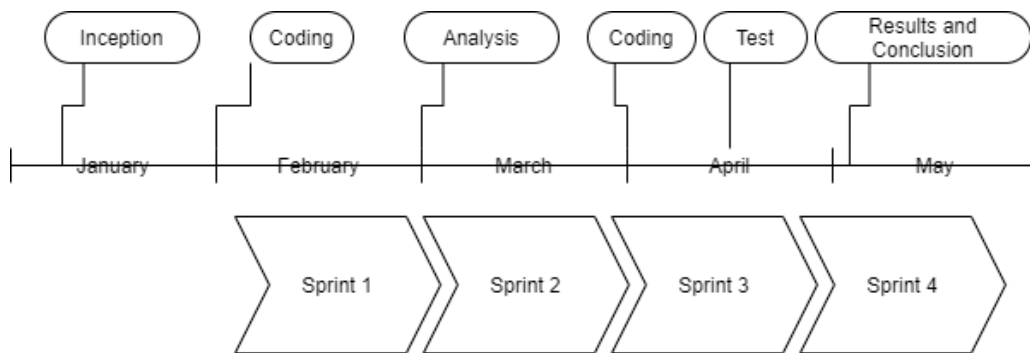 Inception
Coding
Analysis
Coding
Test
Results and
Conclusion
January
February
March
April
May
Sprint 1
Sprint 2
Sprint 3
Sprint 4